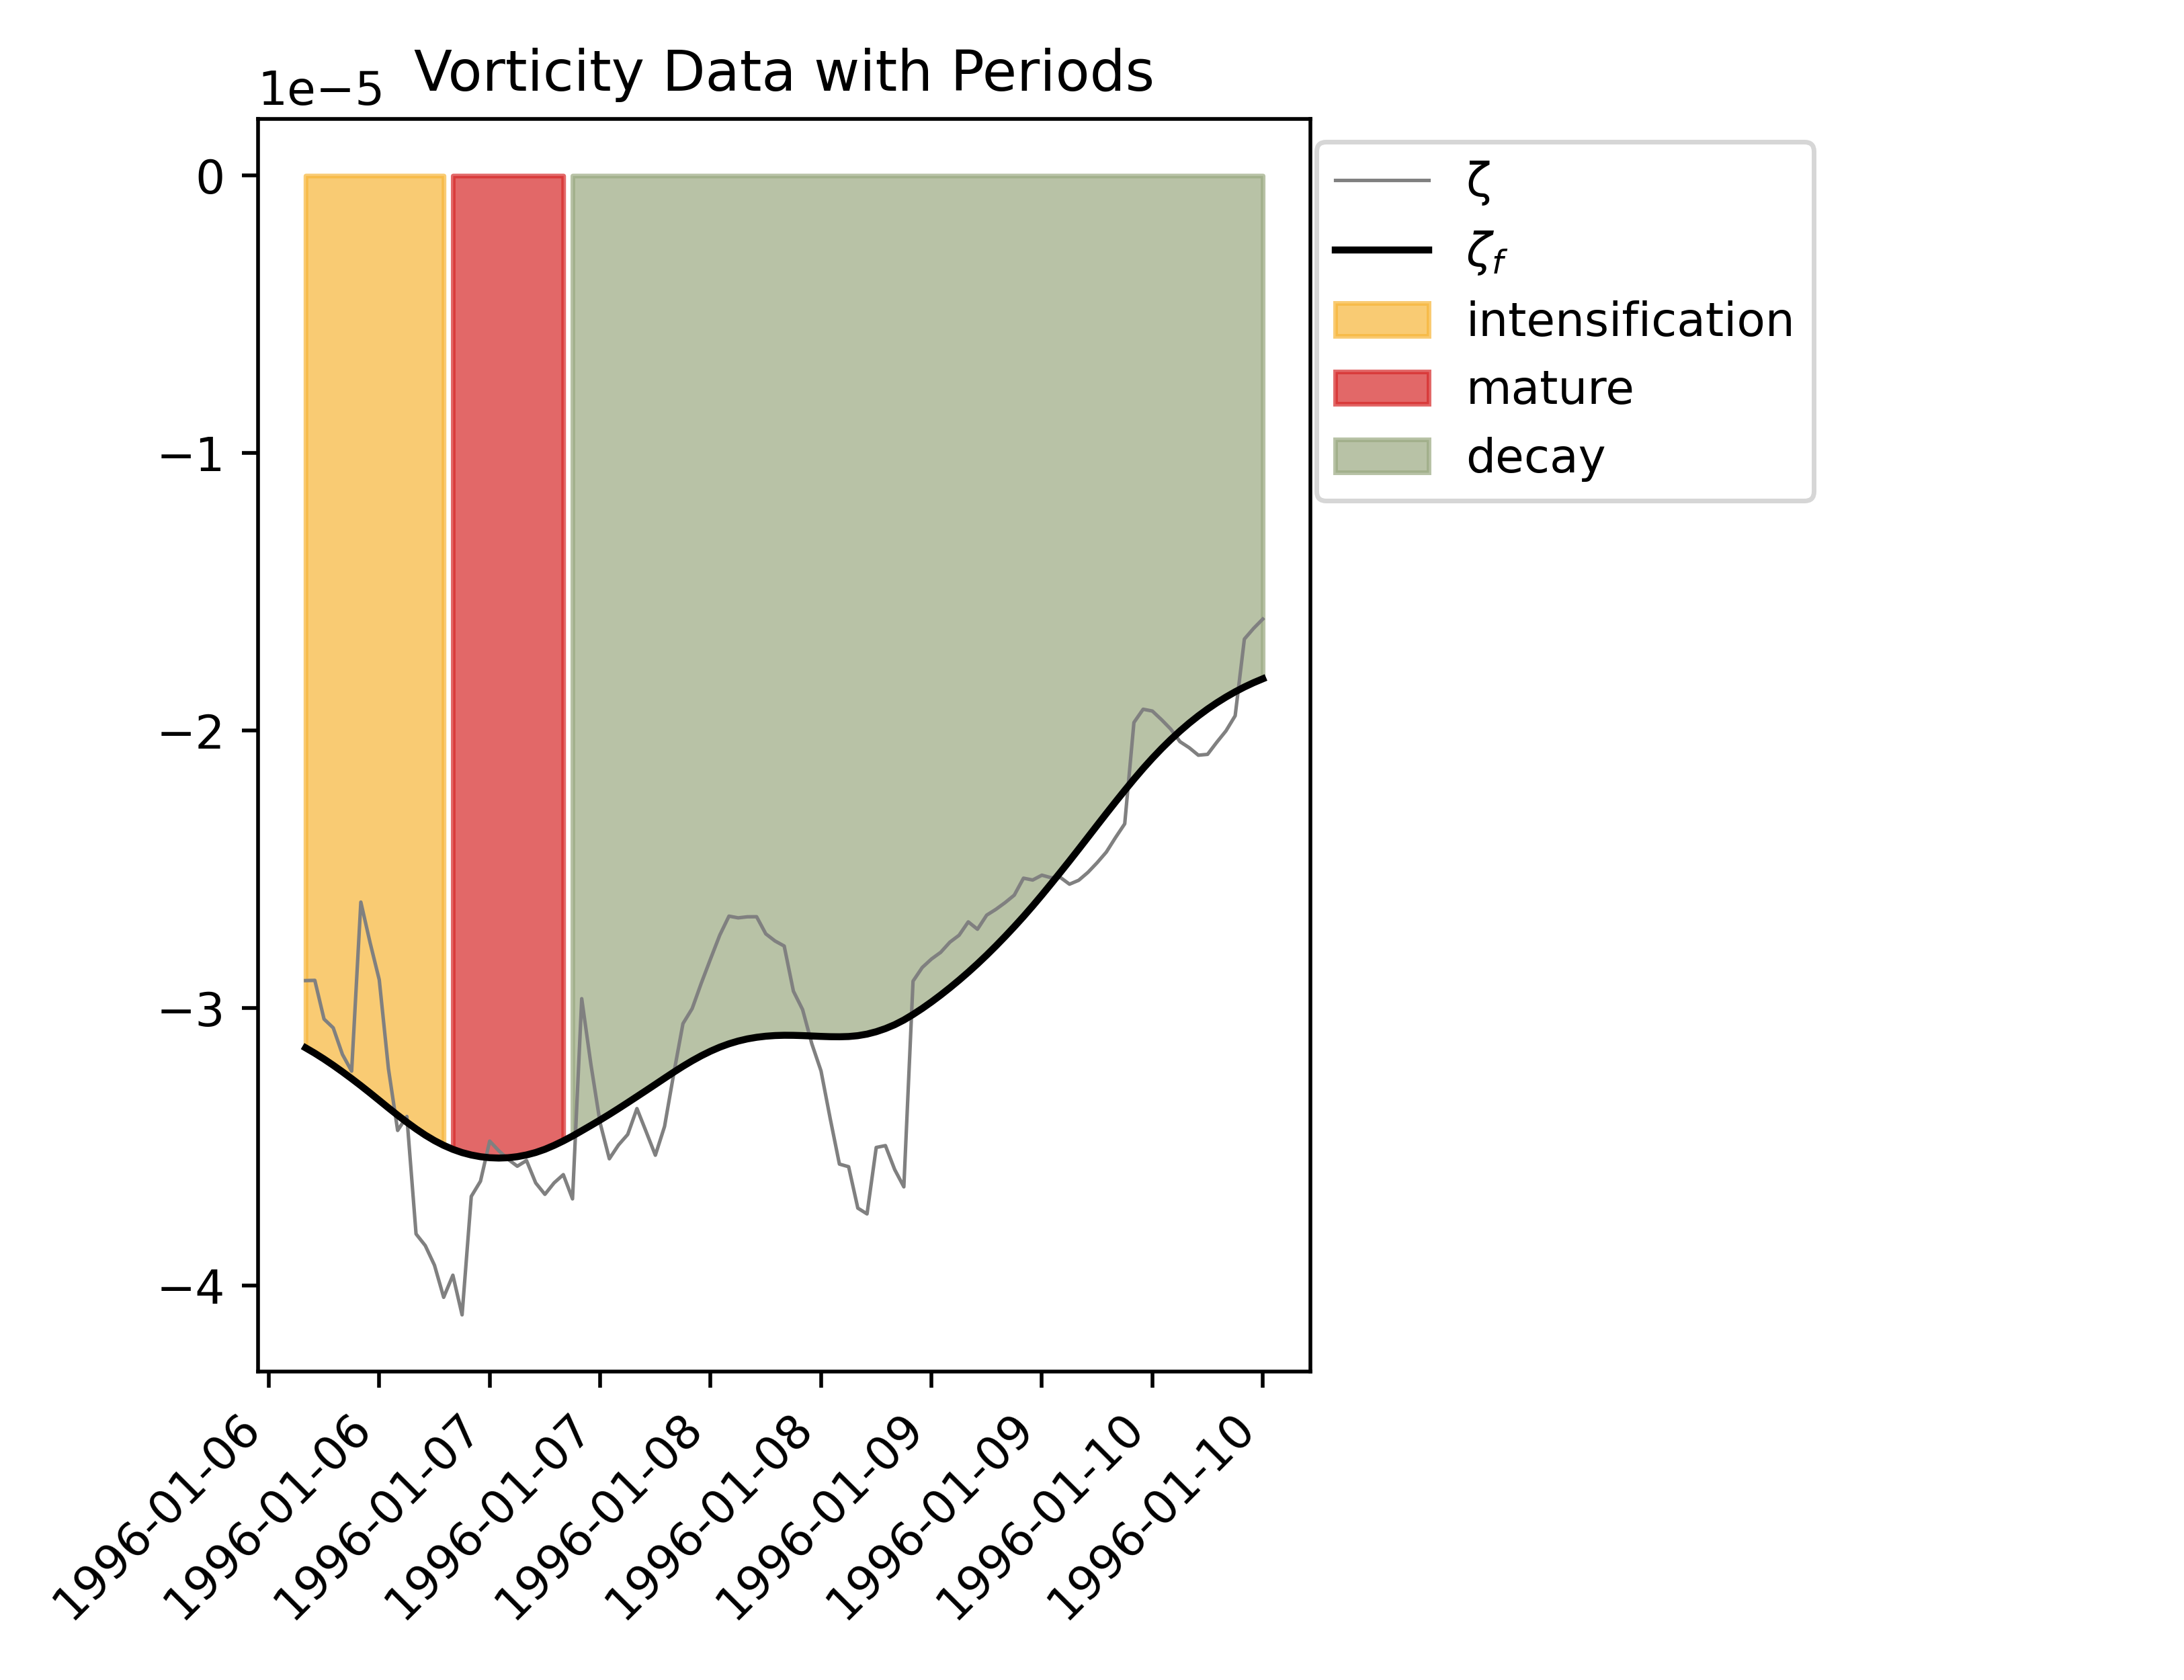 Vorticity Data with Periods
1e−5
0
−1
−2
−3
−4
1996-01-06
1996-01-06
1996-01-07
1996-01-07
1996-01-08
1996-01-08
1996-01-09
1996-01-09
1996-01-10
1996-01-10
ζ
ζf
intensification
mature
decay